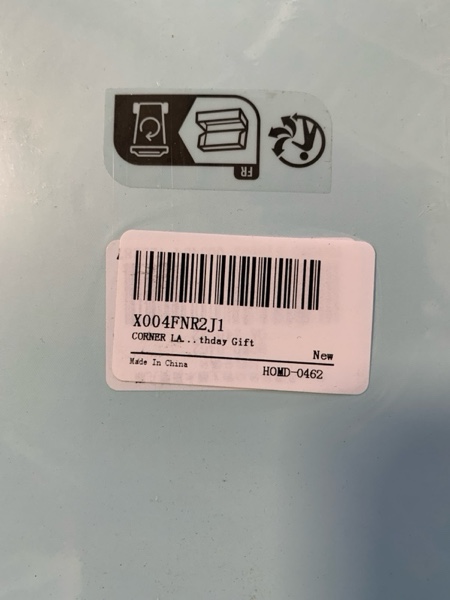 FR
X004FNR2J1
CORNER LA...thday Gift
New
Made In China
HOMD-0462